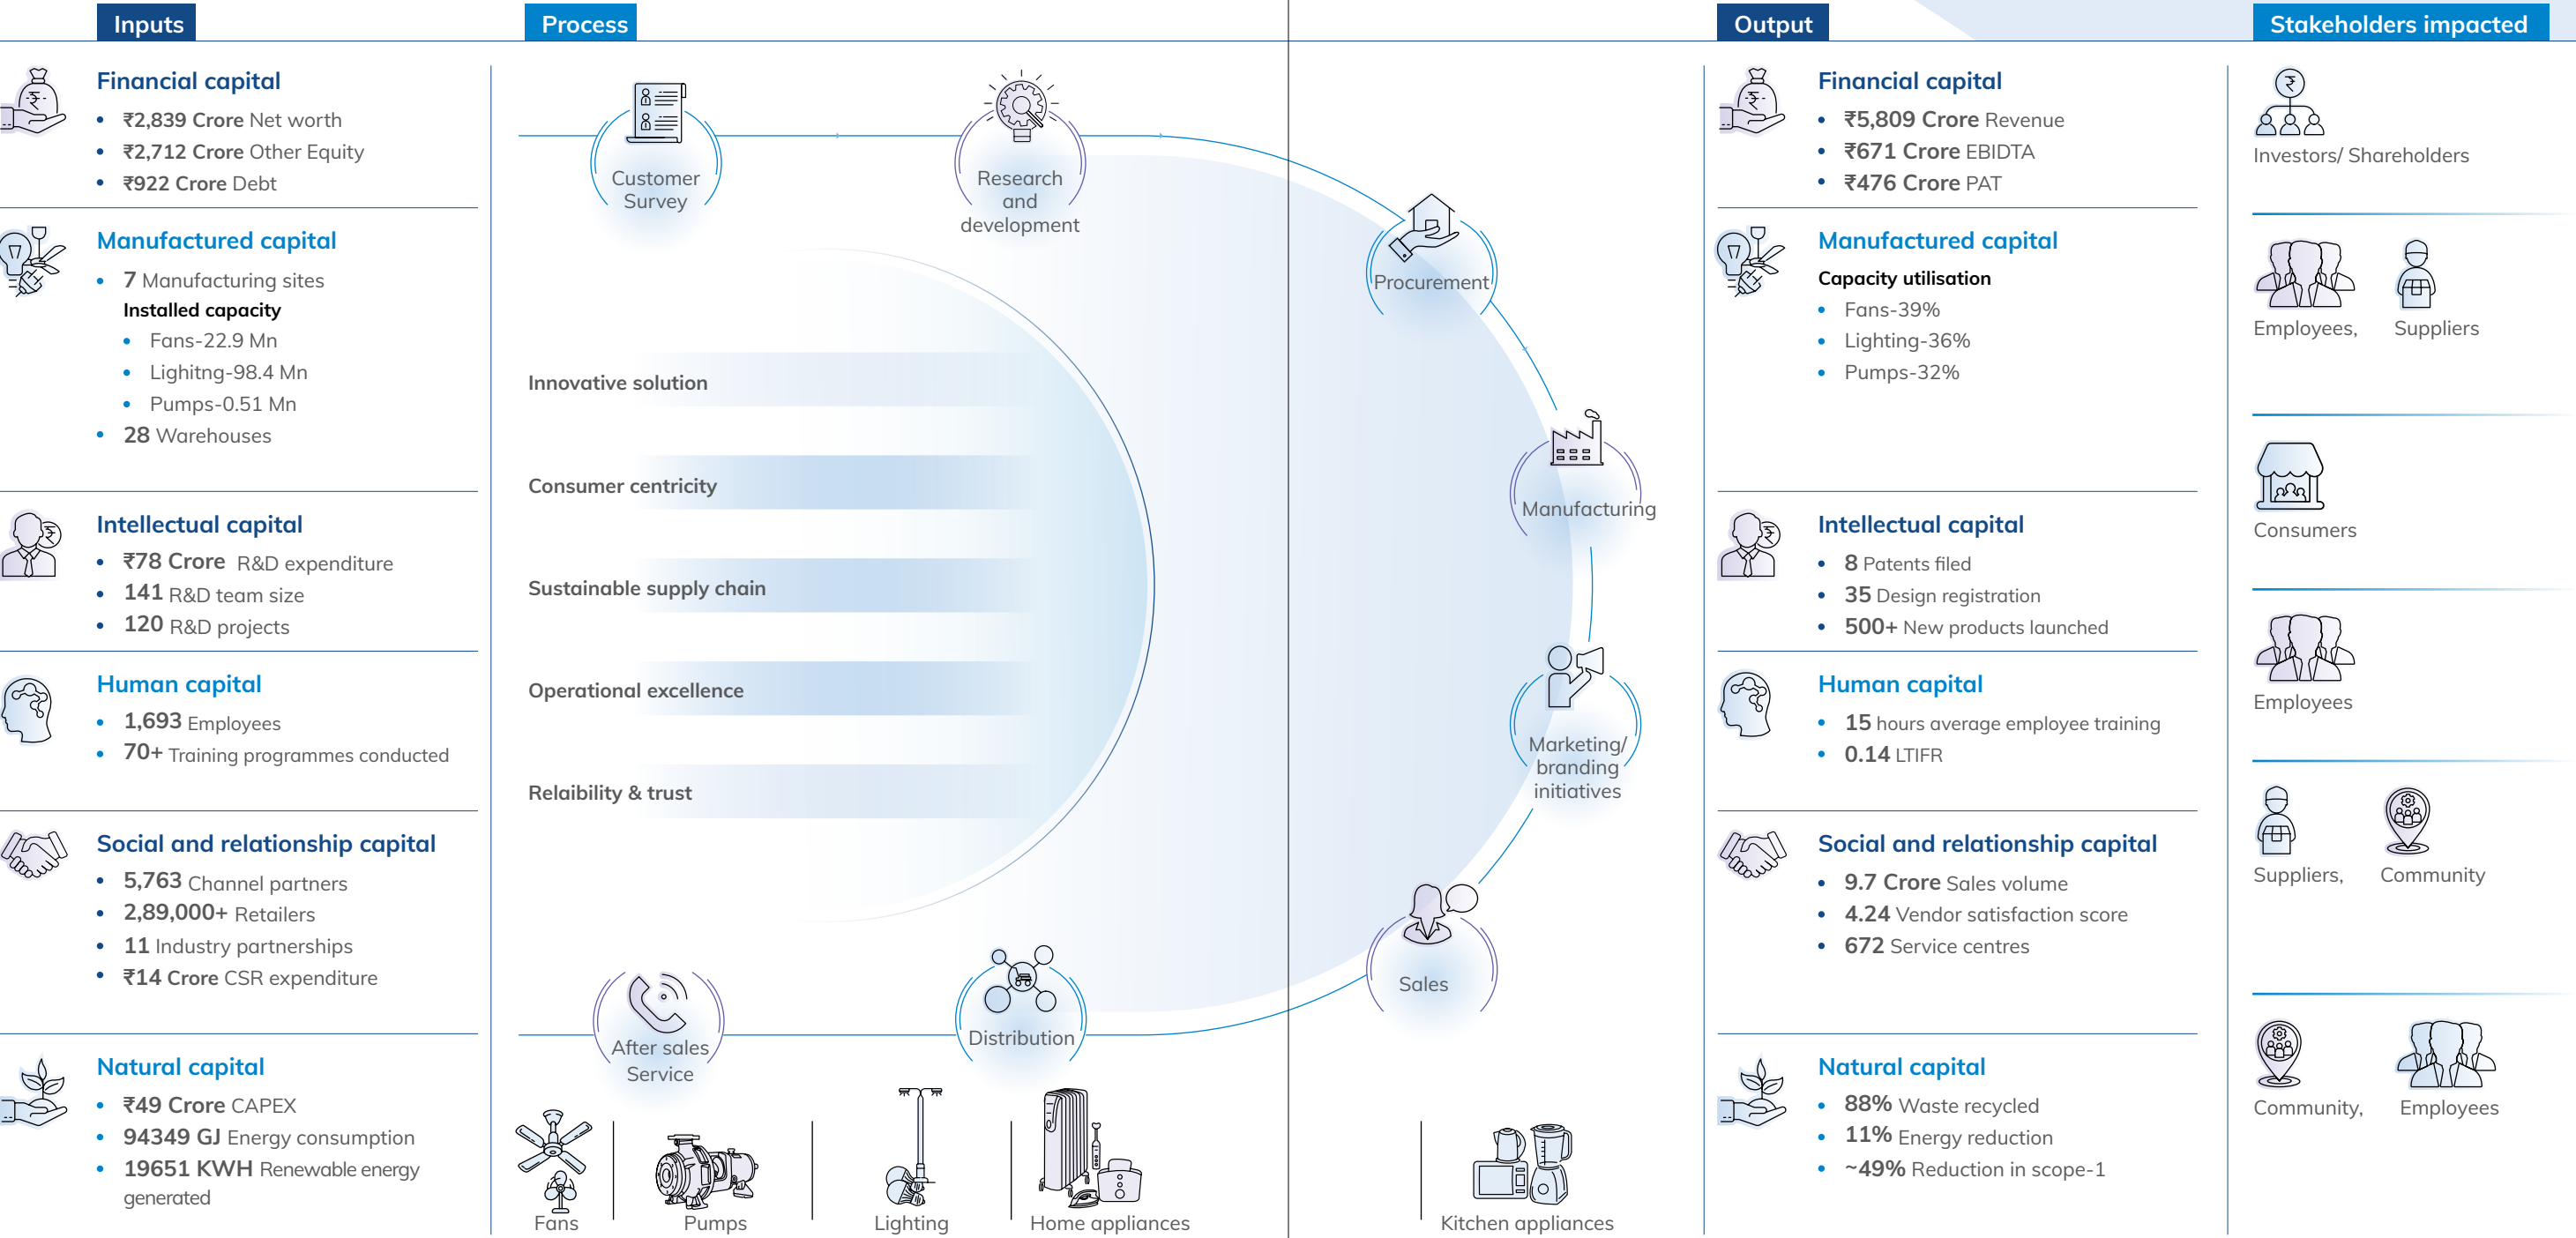 Inputs
Financial capital
• ₹2,839 Crore Net worth
• ₹2,712 Crore Other Equity
• ₹922 Crore Debt
Manufactured capital
• 7 Manufacturing sites
Installed capacity
• Fans-22.9 Mn
• Lighitng-98.4 Mn
• Pumps-0.51 Mn
• 28 Warehouses
Intellectual capital
• ₹78 Crore R&D expenditure
• 141 R&D team size
• 120 R&D projects
Human capital
• 1,693 Employees
• 70+ Training programmes conducted
Social and relationship capital
• 5,763 Channel partners
• 2,89,000+ Retailers
• 11 Industry partnerships
• ₹14 Crore CSR expenditure
Natural capital
• ₹49 Crore CAPEX
• 94349 GJ Energy consumption
• 19651 KWH Renewable energy
generated
Process
Customer
Survey
Research
and
development
Procurement
Manufacturing
Marketing/
branding
initiatives
Sales
Distribution
After sales
Service
Innovative solution
Consumer centricity
Sustainable supply chain
Operational excellence
Relaibility & trust
Fans
Pumps
Lighting
Home appliances
Kitchen appliances
Output
Financial capital
• ₹5,809 Crore Revenue
• ₹671 Crore EBIDTA
• ₹476 Crore PAT
Manufactured capital
Capacity utilisation
• Fans-39%
• Lighting-36%
• Pumps-32%
Intellectual capital
• 8 Patents filed
• 35 Design registration
• 500+ New products launched
Human capital
• 15 hours average employee training
• 0.14 LTIFR
Social and relationship capital
• 9.7 Crore Sales volume
• 4.24 Vendor satisfaction score
• 672 Service centres
Natural capital
• 88% Waste recycled
• 11% Energy reduction
• ~49% Reduction in scope-1
Stakeholders impacted
Investors/ Shareholders
Employees, Suppliers
Consumers
Employees
Suppliers, Community
Community, Employees